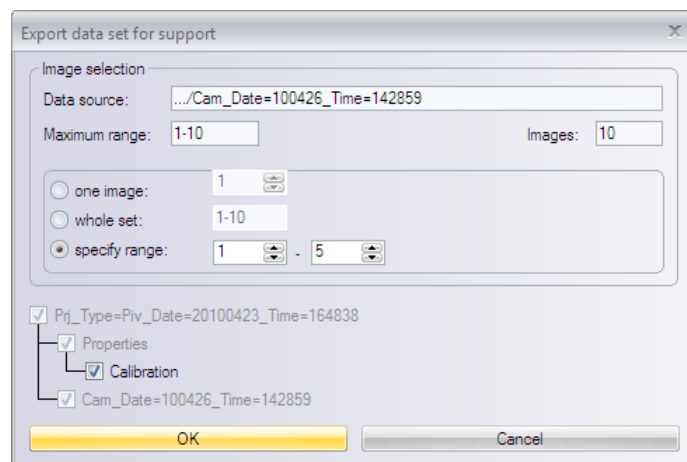 Export data set for support
Image selection
Data source: .../Cam_Date=100426_Time=142859
Maximum range: 1-10 Images: 10
one image: 1
whole set: 1-10
specify range: 1 - 5
Prj_Type=Piv_Date=20100423_Time=164838
Properties
Calibration
Cam_Date=100426_Time=142859
OK Cancel